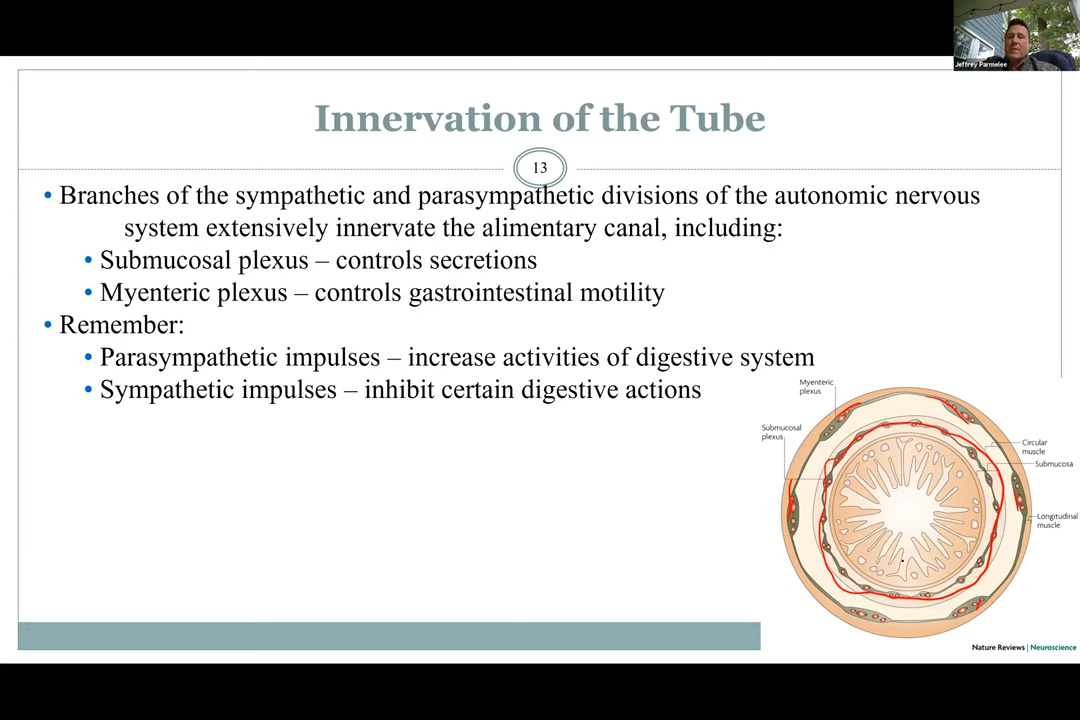 Jeffrey Parmelee
Innervation of the Tube
13
• Branches of the sympathetic and parasympathetic divisions of the autonomic nervous
system extensively innervate the alimentary canal, including:
• Submucosal plexus – controls secretions
• Myenteric plexus – controls gastrointestinal motility
• Remember:
• Parasympathetic impulses – increase activities of digestive system
• Sympathetic impulses – inhibit certain digestive actions
Myenteric
plexus
Submucosal
plexus
Circular
muscle
Submucosa
Longitudinal
muscle
Nature Reviews | Neuroscience